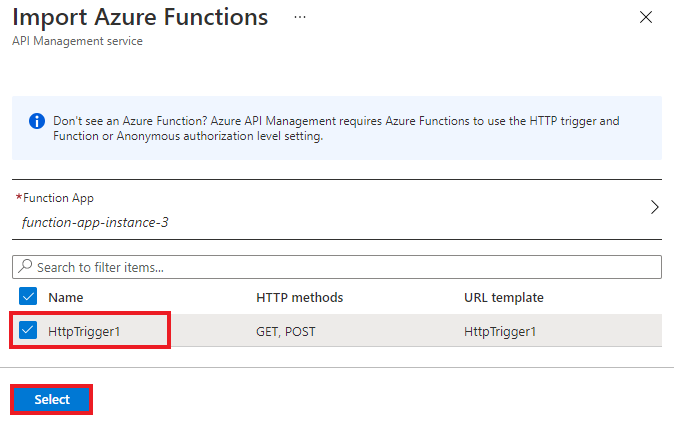 Import Azure Functions ...
API Management service
Don't see an Azure Function? Azure API Management requires Azure Functions to use the HTTP trigger and
Function or Anonymous authorization level setting.
*Function App
function-app-instance-3
Search to filter items...
Name HTTP methods URL template
HttpTrigger1 GET, POST HttpTrigger1
Select